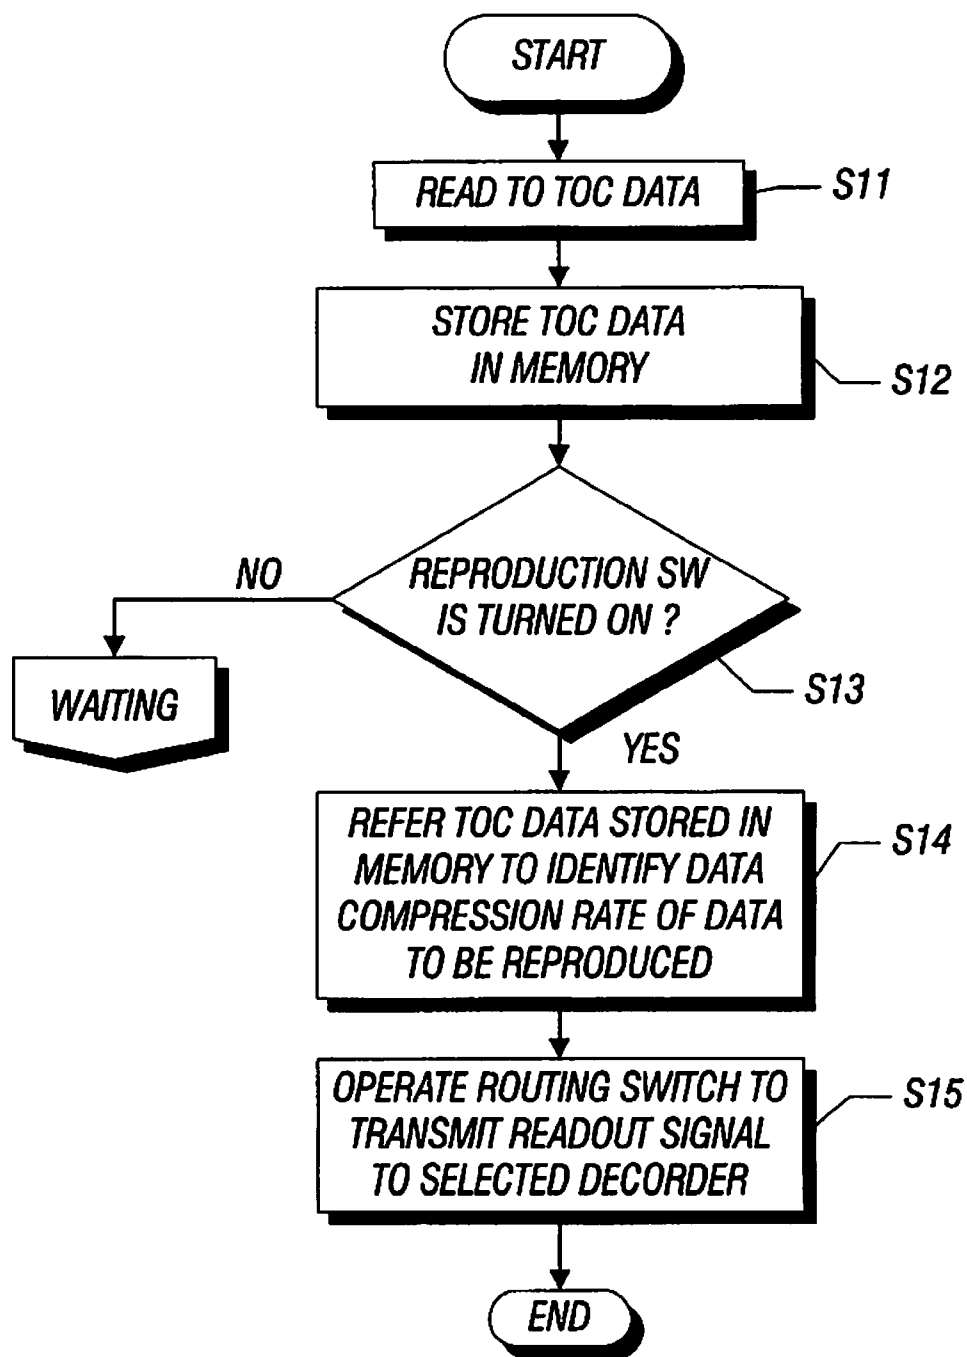 START
READ TO TOC DATA
S11
STORE TOC DATA
IN MEMORY
S12
REPRODUCTION SW
IS TURNED ON ?
NO
WAITING
S13
YES
REFER TOC DATA STORED IN
MEMORY TO IDENTIFY DATA
COMPRESSION RATE OF DATA
TO BE REPRODUCED
S14
OPERATE ROUTING SWITCH TO
TRANSMIT READOUT SIGNAL
TO SELECTED DECORDER
S15
END